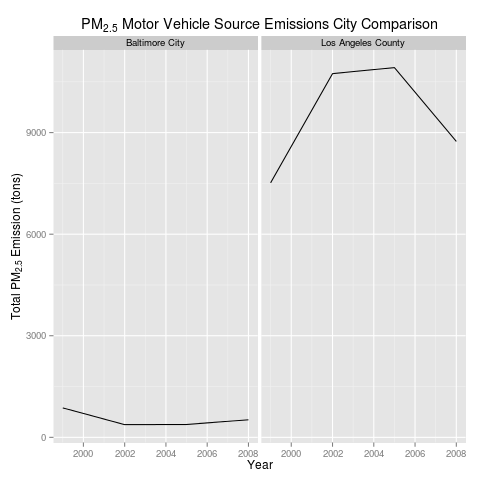 PM2.5 Motor Vehicle Source Emissions City Comparison
Baltimore City
Los Angeles County
Total PM2.5 Emission (tons)
9000
6000
3000
0
2000 2002 2004 2006 2008
2000 2002 2004 2006 2008
Year